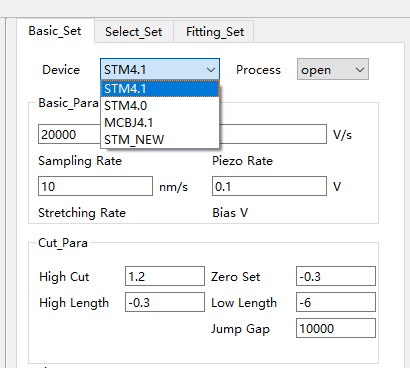 Basic_Set Select_Set Fitting_Set
Device STM4.1 Process open
STM4.1
Basic_Para
STM4.0
20000 V/s
MCBJ4.1
STM_NEW
Sampling Rate Piezo Rate
10 nm/s 0.1 V
Stretching Rate Bias V
Cut_Para
High Cut 1.2 Zero Set -0.3
High Length -0.3 Low Length -6
Jump Gap 10000